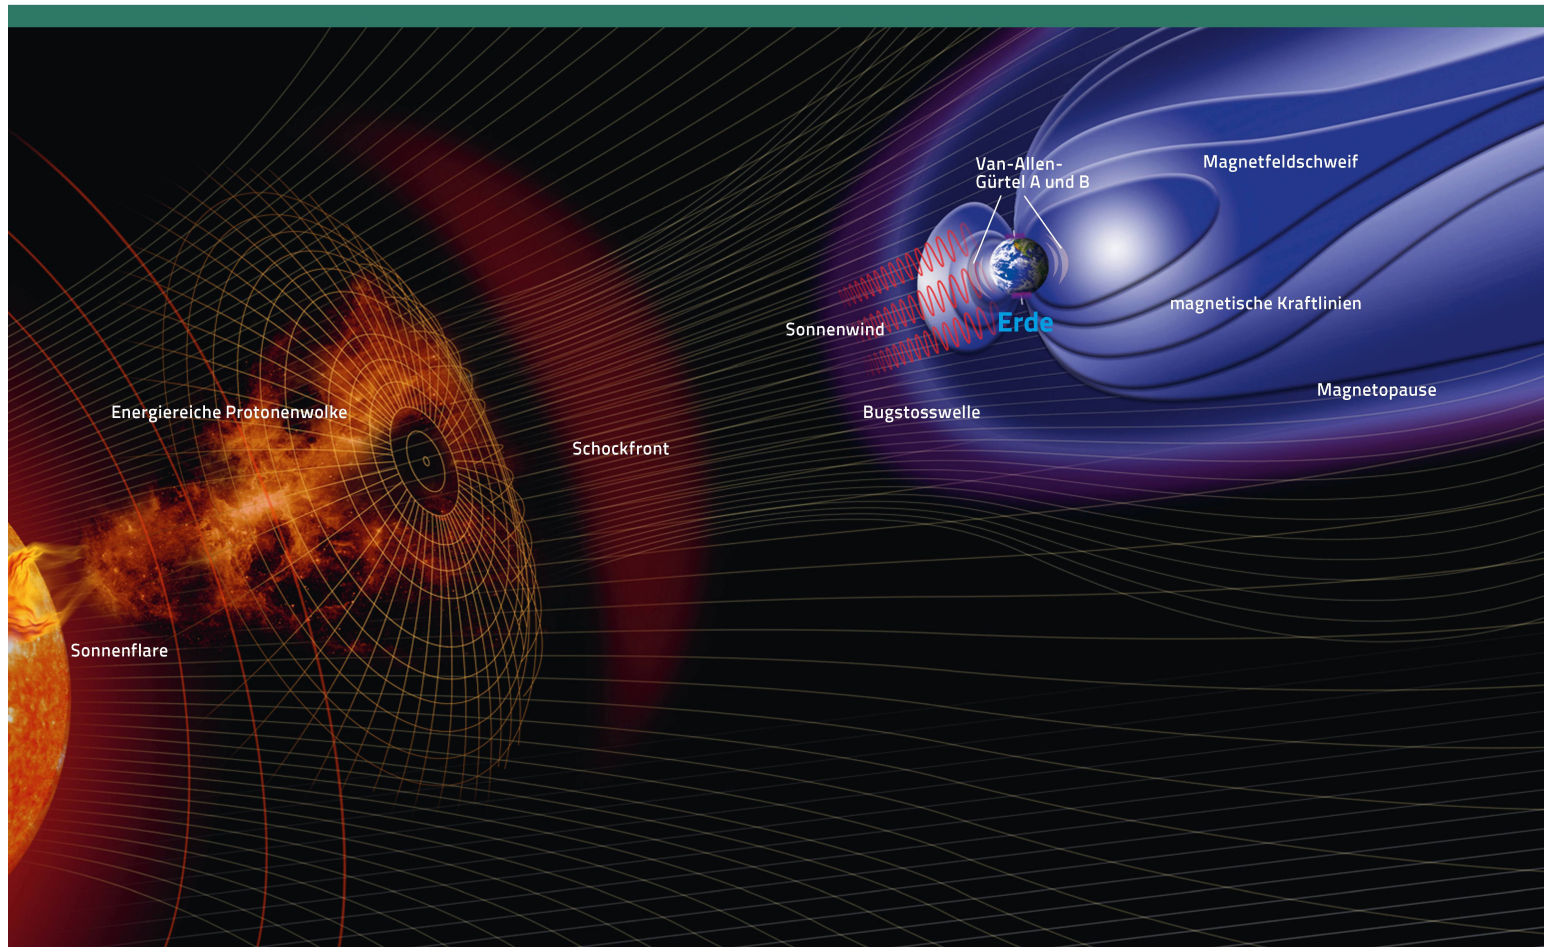 Van-Allen-
Gürtel A und B
Magnetfeldschweif
magnetische Kraftlinien
Sonnenwind
Erde
Magnetopause
Energiereiche Protonenwolke
Bugstosswelle
Schockfront
Sonnenflare